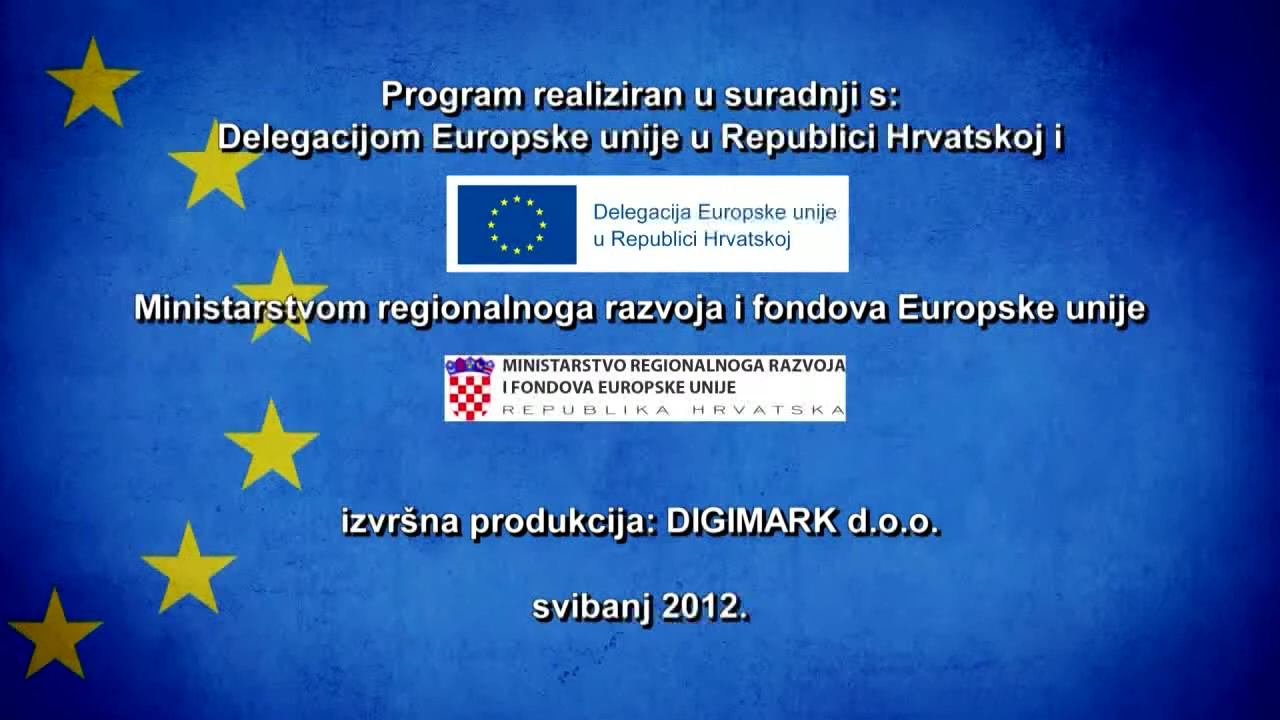 Program realiziran u suradnji s:
Delegacijom Europske unije u Republici Hrvatskoj i
Delegacija Europske unije
u Republici Hrvatskoj
Ministarstvom regionalnoga razvoja i fondova Europske unije
MINISTARSTVO REGIONALNOGA RAZVOJA
I FONDOVA EUROPSKE UNIJE
REPUBLIKA HRVATSKA
izvršna produkcija: DIGIMARK d.o.o.
svibanj 2012.